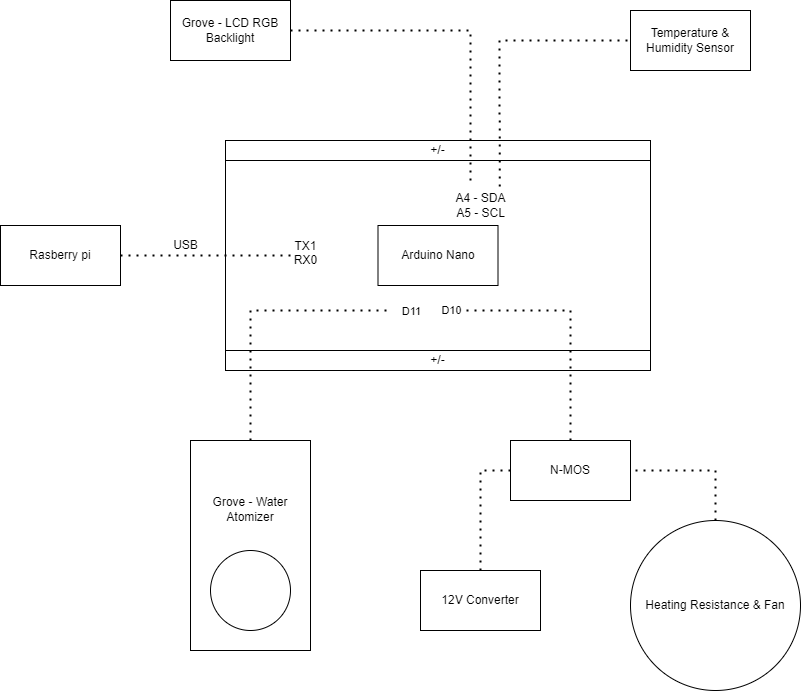 Grove - LCD RGB
Backlight
Temperature &
Humidity Sensor
+/-
A4 - SDA
A5 - SCL
Rasberry pi
USB
TX1
RX0
Arduino Nano
D11
D10
+/-
N-MOS
Grove - Water
Atomizer
12V Converter
Heating Resistance & Fan